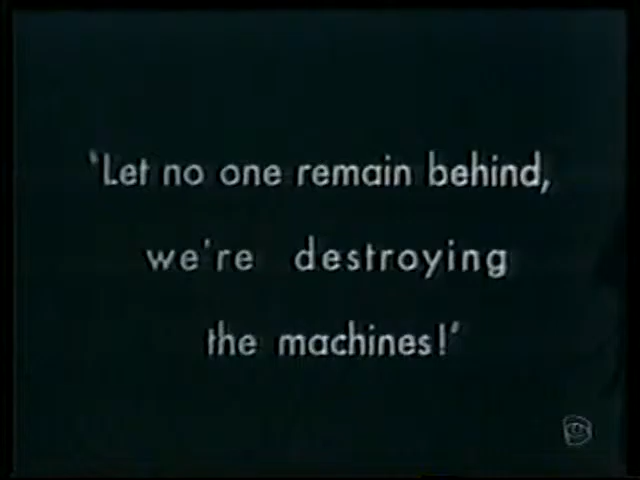 'Let no one remain behind,
we're destroying
the machines!'